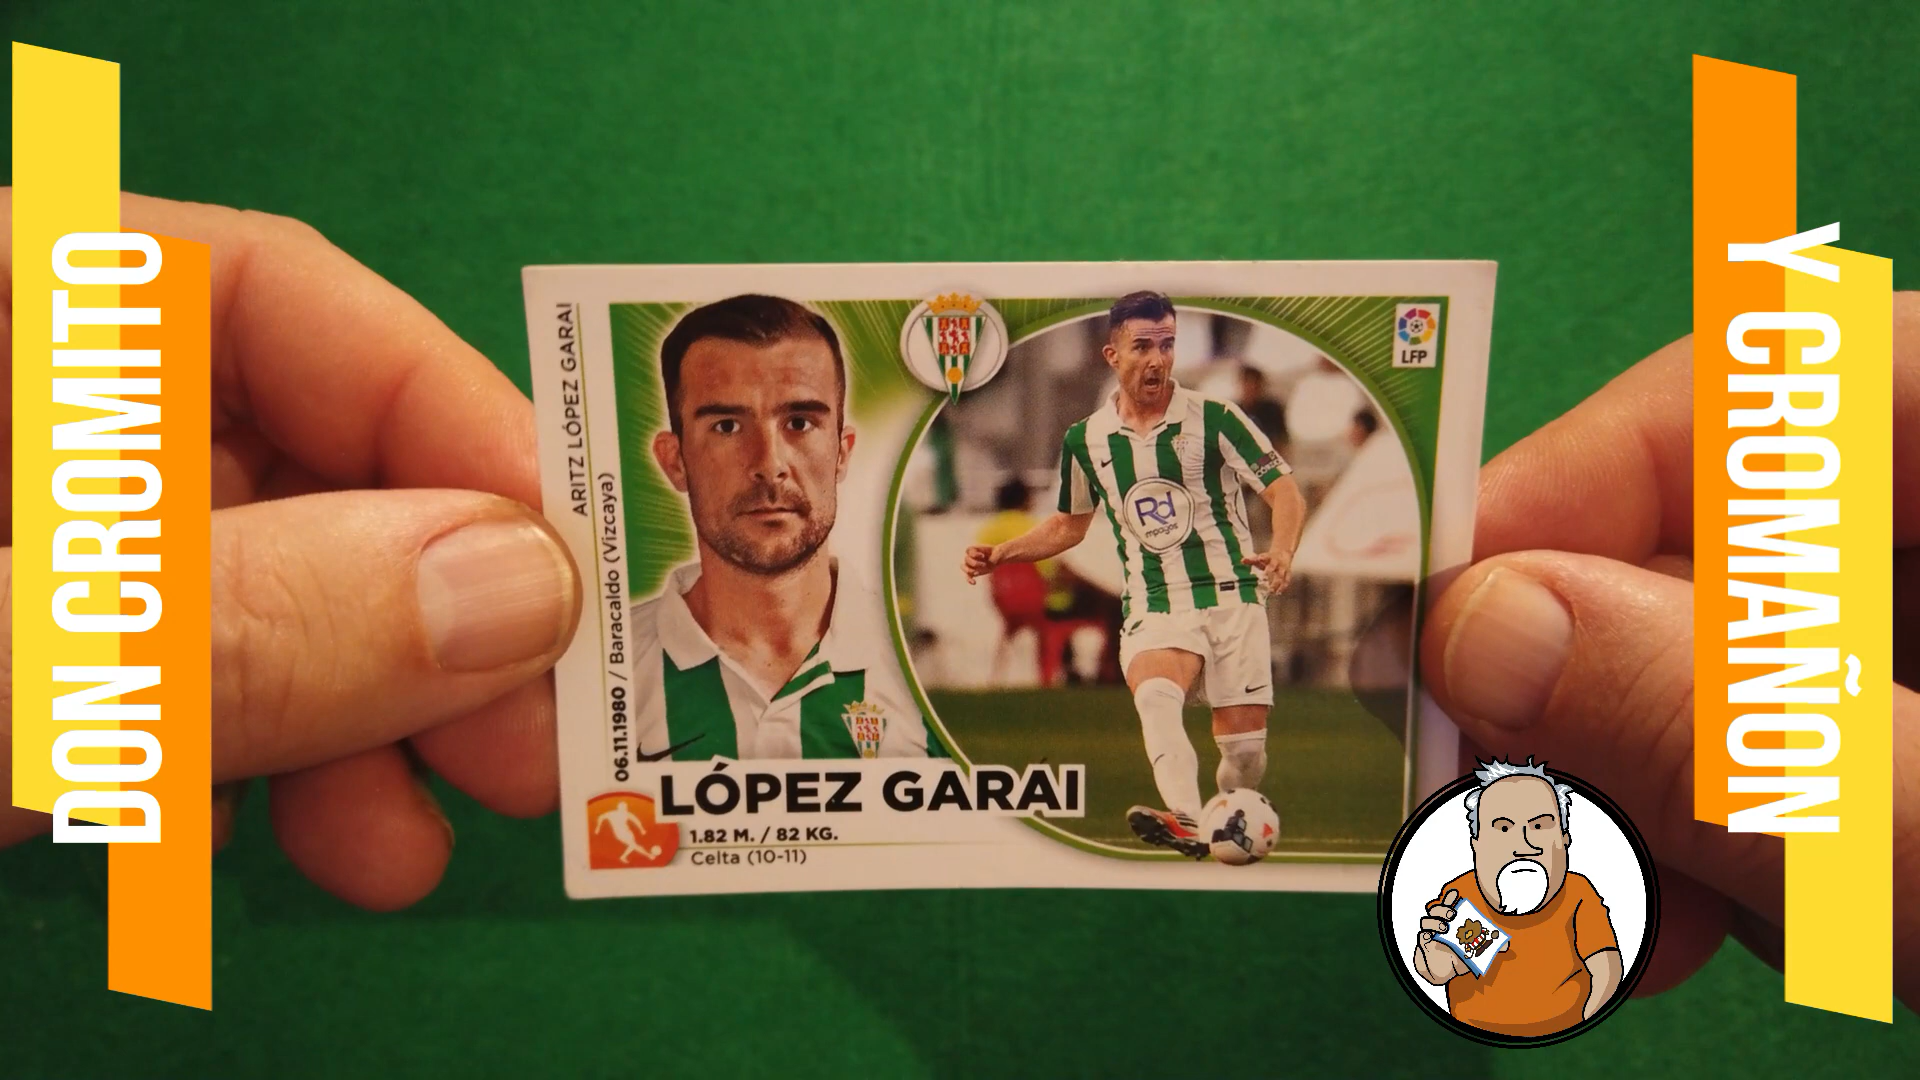 DON CROMITO
Y CROMAÑON
ARITZ LÓPEZ GARAI
06.11.1980 / Baracaldo (Vizcaya)
LFP
Rd
mpayos
LÓPEZ GARAI
1.82 M. / 82 KG.
Celta (10-11)